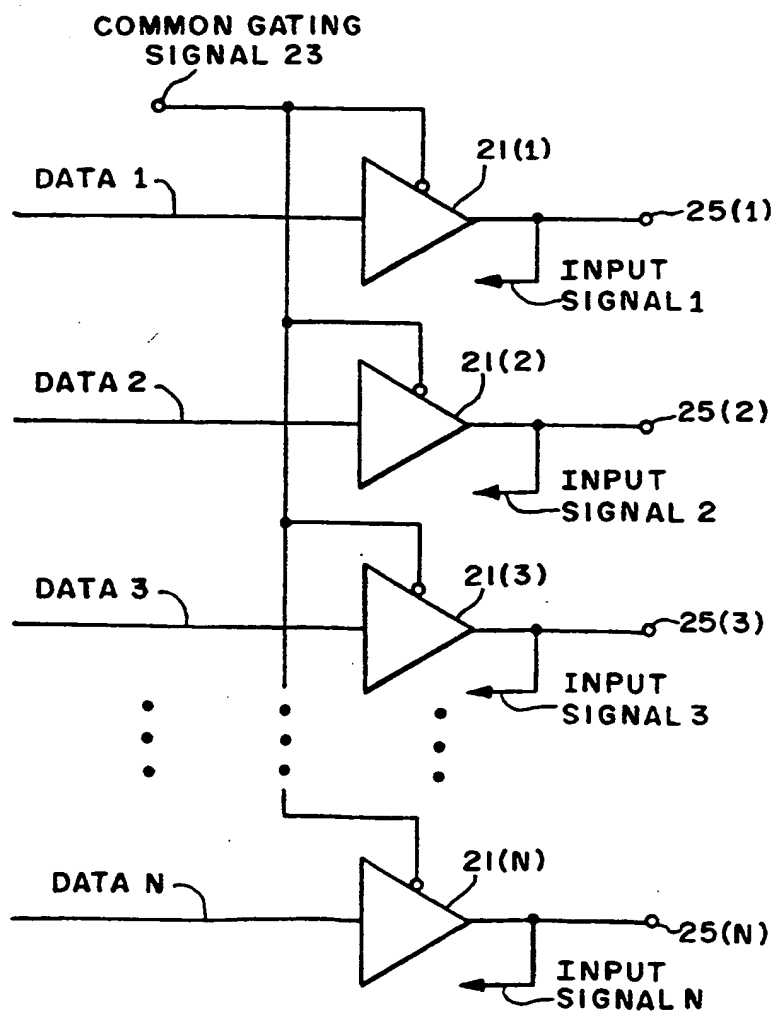 COMMON GATING
SIGNAL 23
DATA 1
21(1)
25(1)
INPUT
SIGNAL 1
DATA 2
21(2)
25(2)
INPUT
SIGNAL 2
DATA 3
21(3)
25(3)
INPUT
SIGNAL 3
DATA N
21(N)
25(N)
INPUT
SIGNAL N